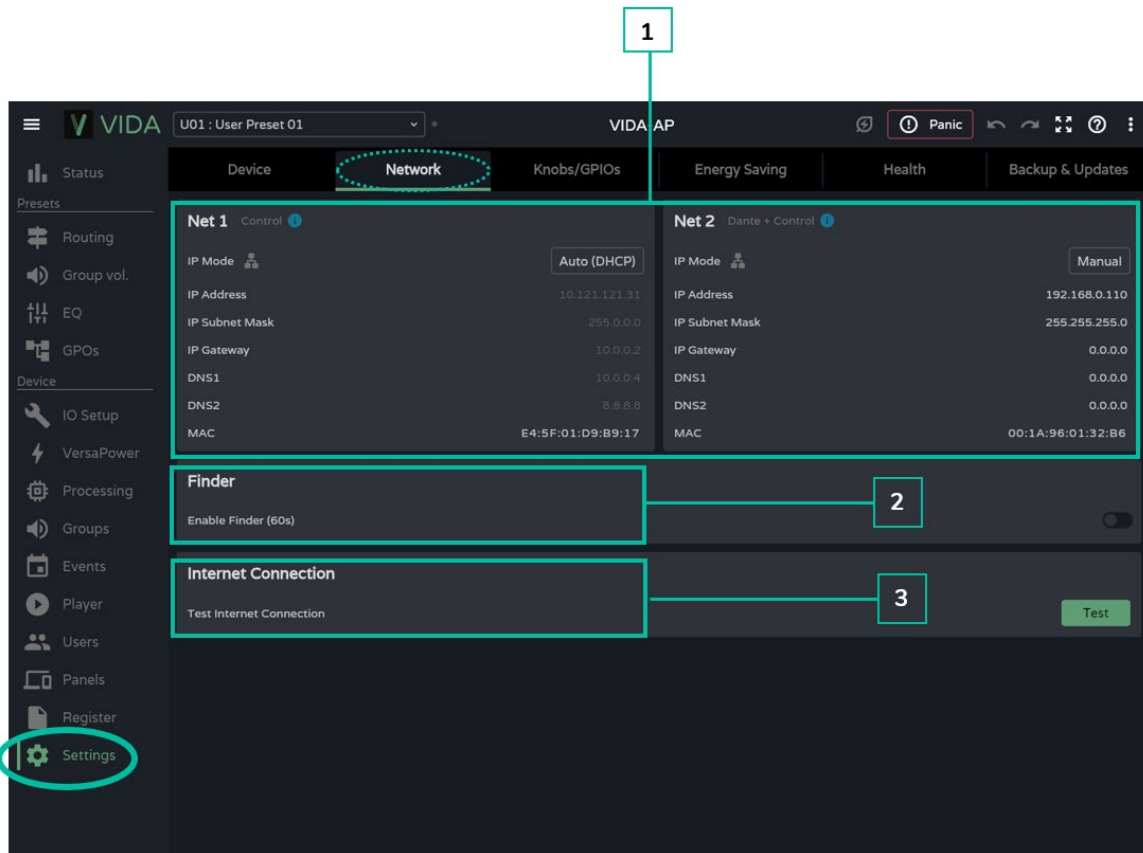 1
VIDA
U01 : User Preset 01
VIDA-AP
Panic
Status
Presets
Routing
Group vol.
EQ
GPOs
Device
IO Setup
VersaPower
Processing
Groups
Events
Player
Users
Panels
Register
Settings
Device Network Knobs/GPIOs Energy Saving Health Backup & Updates
Net 1 Control
IP Mode Auto (DHCP)
IP Address 10.121.121.31
IP Subnet Mask 255.0.0.0
IP Gateway 10.0.0.2
DNS1 10.0.0.4
DNS2 8.8.8.8
MAC E4:5F:01:D9:B9:17
Net 2 Dante + Control
IP Mode Manual
IP Address 192.168.0.110
IP Subnet Mask 255.255.255.0
IP Gateway 0.0.0.0
DNS1 0.0.0.0
DNS2 0.0.0.0
MAC 00:1A:96:01:32:B6
Finder
Enable Finder (60s)
2
Internet Connection
Test Internet Connection
3
Test